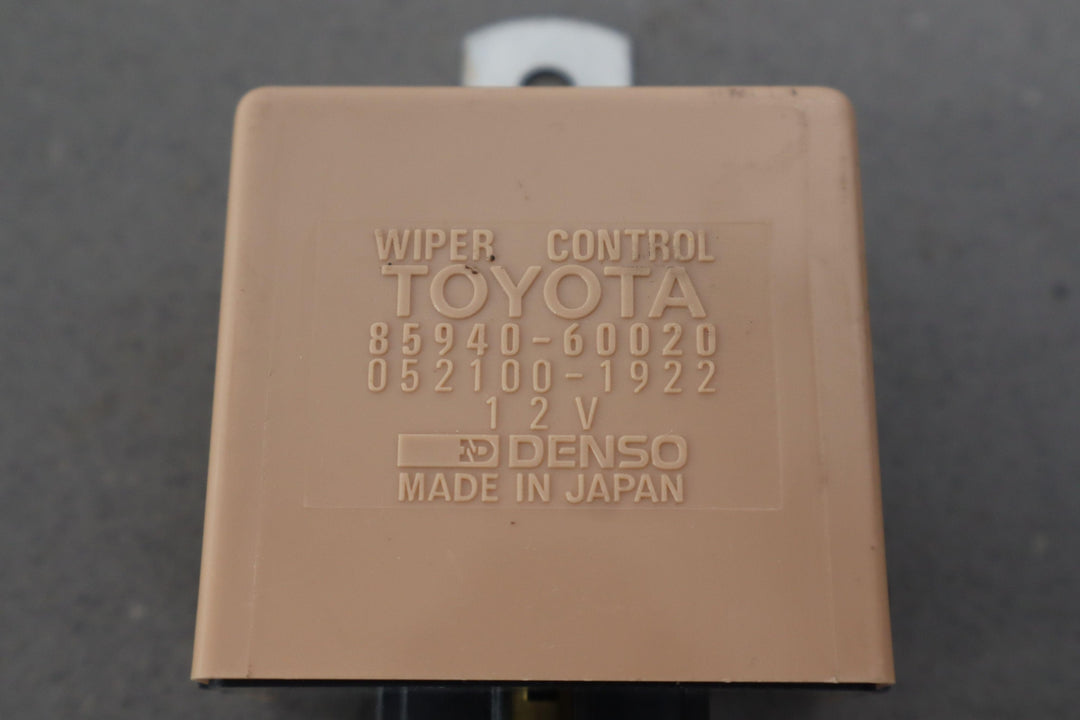 WIPER CONTROL
TOYOTA
85940-60020
052100-1922
12V
ND DENSO
MADE IN JAPAN